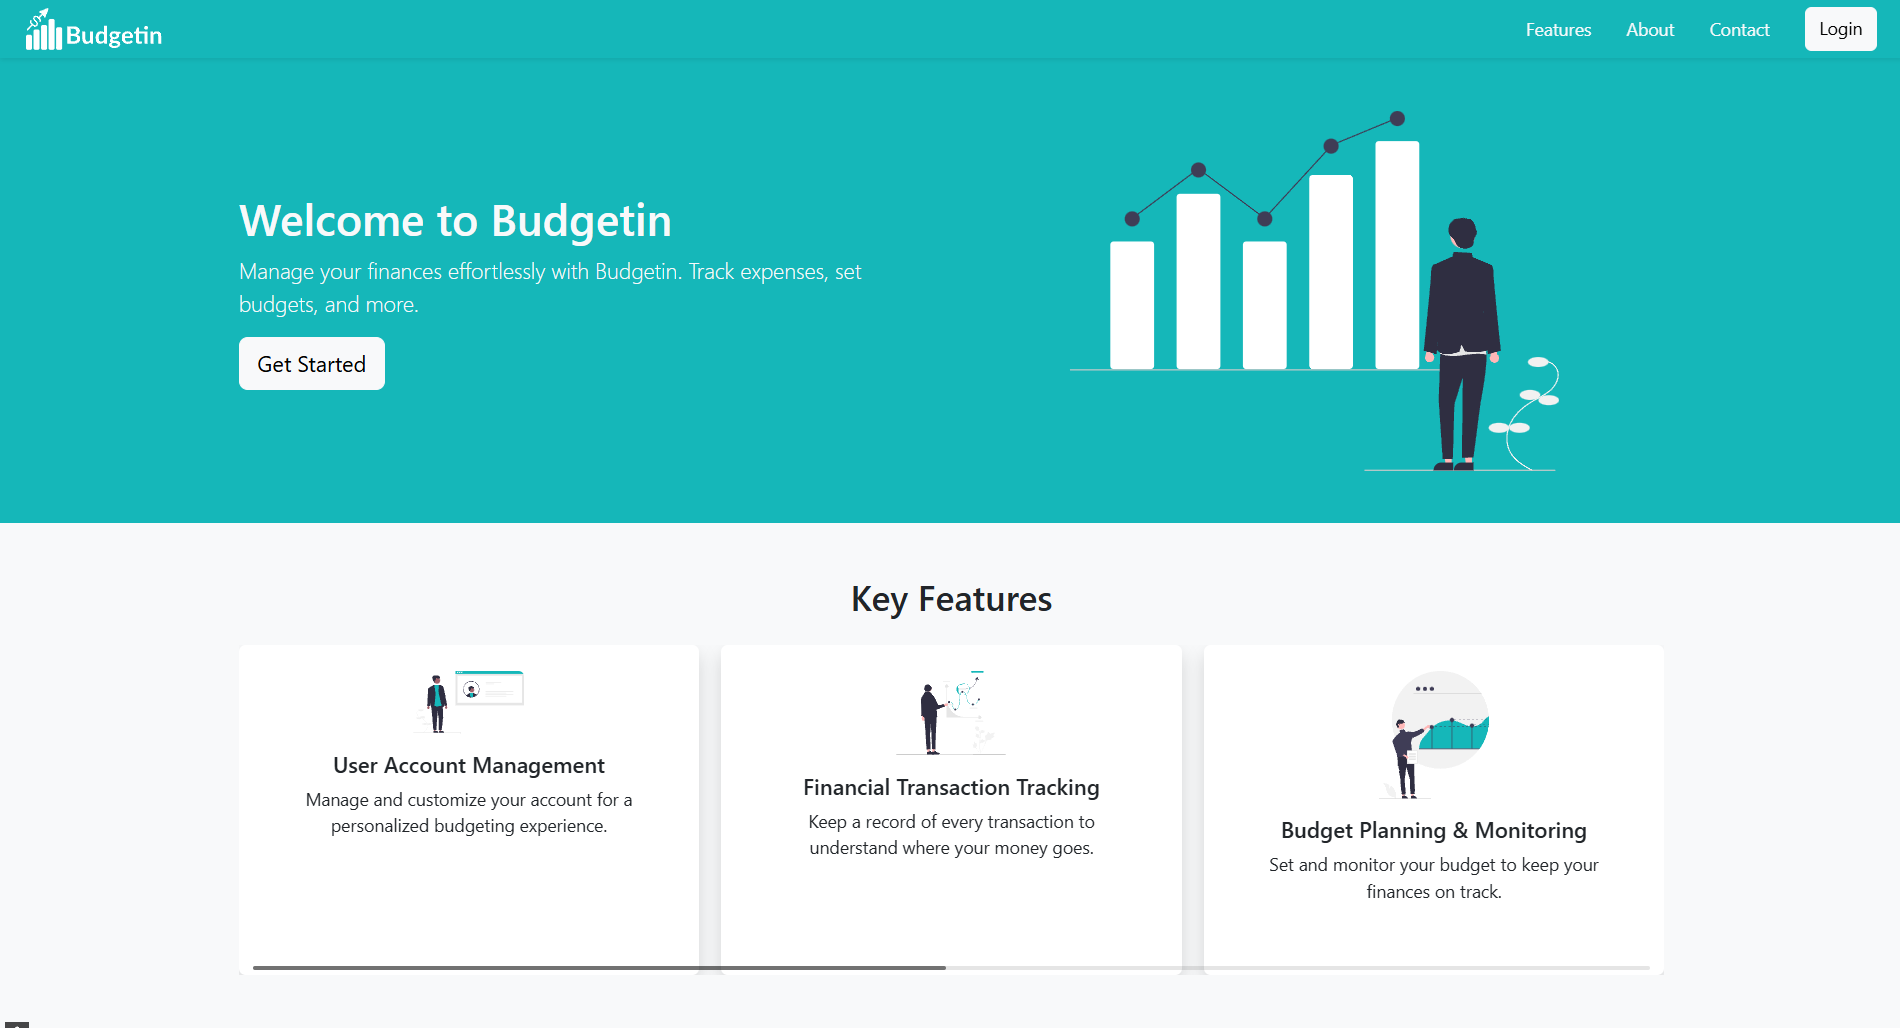 Budgetin
Features
About
Contact
Login
Welcome to Budgetin
Manage your finances effortlessly with Budgetin. Track expenses, set
budgets, and more.
Get Started
Key Features
User Account Management
Manage and customize your account for a
personalized budgeting experience.
Financial Transaction Tracking
Keep a record of every transaction to
understand where your money goes.
Budget Planning & Monitoring
Set and monitor your budget to keep your
finances on track.